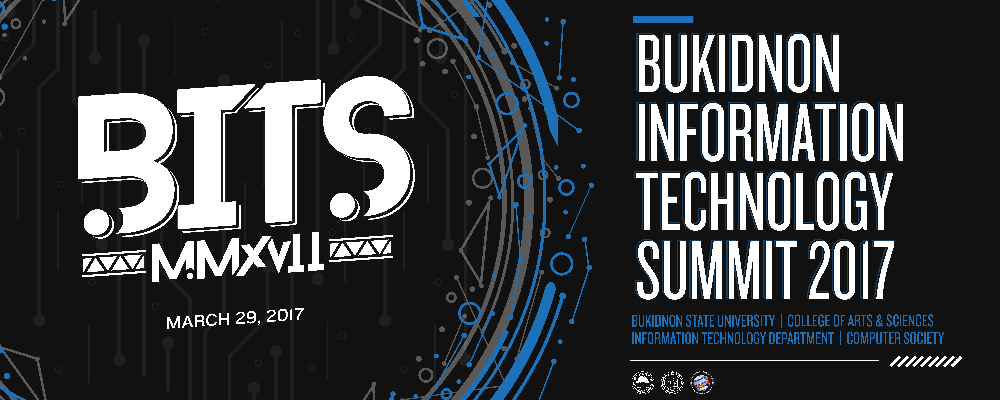 BITS
MMXVII
MARCH 29, 2017
BUKIDNON
INFORMATION
TECHNOLOGY
SUMMIT 2017
BUKIDNON STATE UNIVERSITY | COLLEGE OF ARTS & SCIENCES
INFORMATION TECHNOLOGY DEPARTMENT | COMPUTER SOCIETY